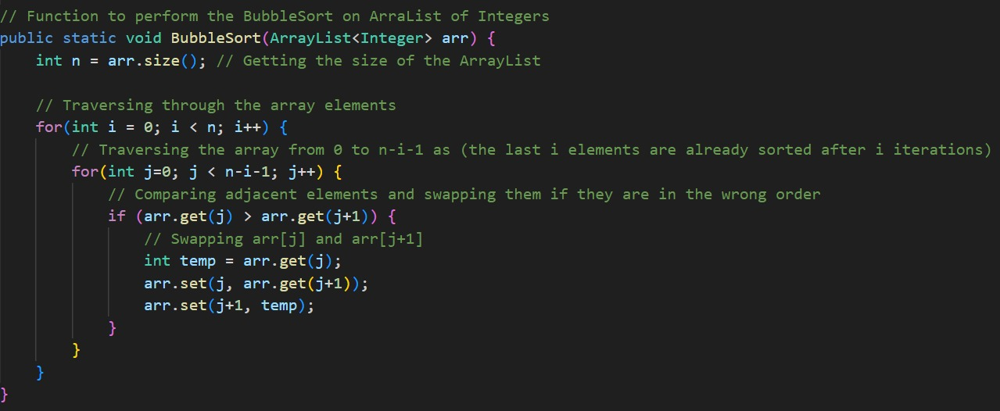 // Function to perform the BubbleSort on ArraList of Integers
public static void BubbleSort(ArrayList<Integer> arr) {
    int n = arr.size(); // Getting the size of the ArrayList

    // Traversing through the array elements
    for(int i = 0; i < n; i++) {
        // Traversing the array from 0 to n-i-1 as (the last i elements are already sorted after i iterations)
        for(int j=0; j < n-i-1; j++) {
            // Comparing adjacent elements and swapping them if they are in the wrong order
            if (arr.get(j) > arr.get(j+1)) {
                // Swapping arr[j] and arr[j+1]
                int temp = arr.get(j);
                arr.set(j, arr.get(j+1));
                arr.set(j+1, temp);
            }
        }
    }
}